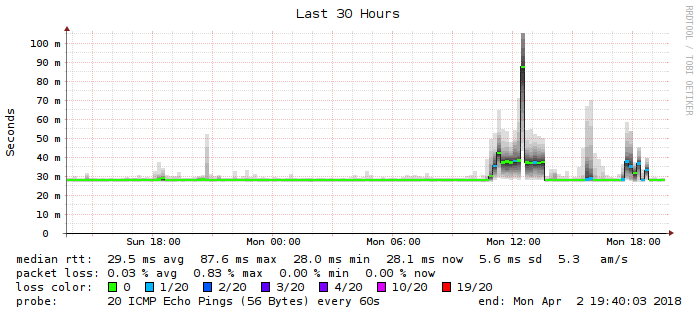 Last 30 Hours
RRDTOOL / TOBI OETIKER
Seconds
100 m
90 m
80 m
70 m
60 m
50 m
40 m
30 m
20 m
10 m
0
Sun 18:00 Mon 00:00 Mon 06:00 Mon 12:00 Mon 18:00
median rtt: 29.5 ms avg 87.6 ms max 28.0 ms min 28.1 ms now 5.6 ms sd 5.3 am/s
packet loss: 0.03 % avg 0.83 % max 0.00 % min 0.00 % now
loss color: 0 1/20 2/20 3/20 4/20 10/20 19/20
probe: 20 ICMP Echo Pings (56 Bytes) every 60s end: Mon Apr 2 19:40:03 2018